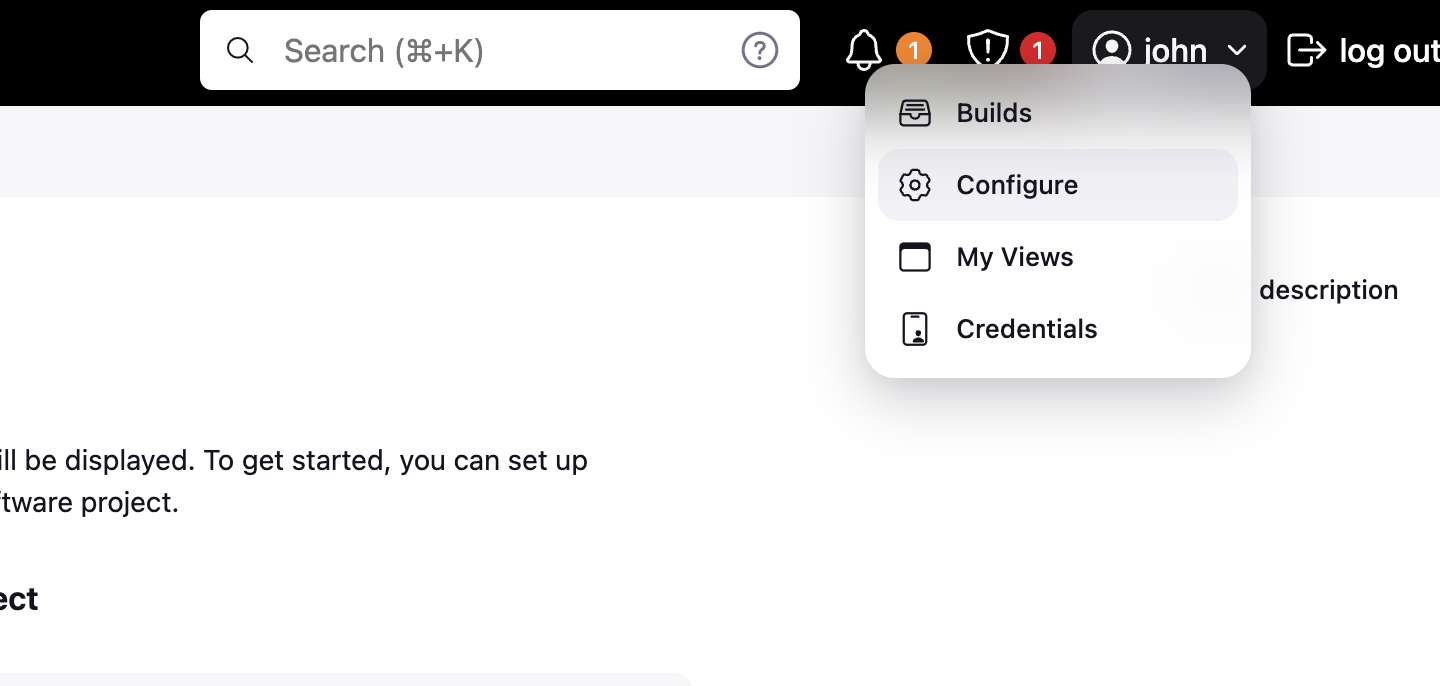 Search (⌘+K)
?
1
1
john
log out
Builds
Configure
My Views
Credentials
description
ill be displayed. To get started, you can set up
tware project.
ect